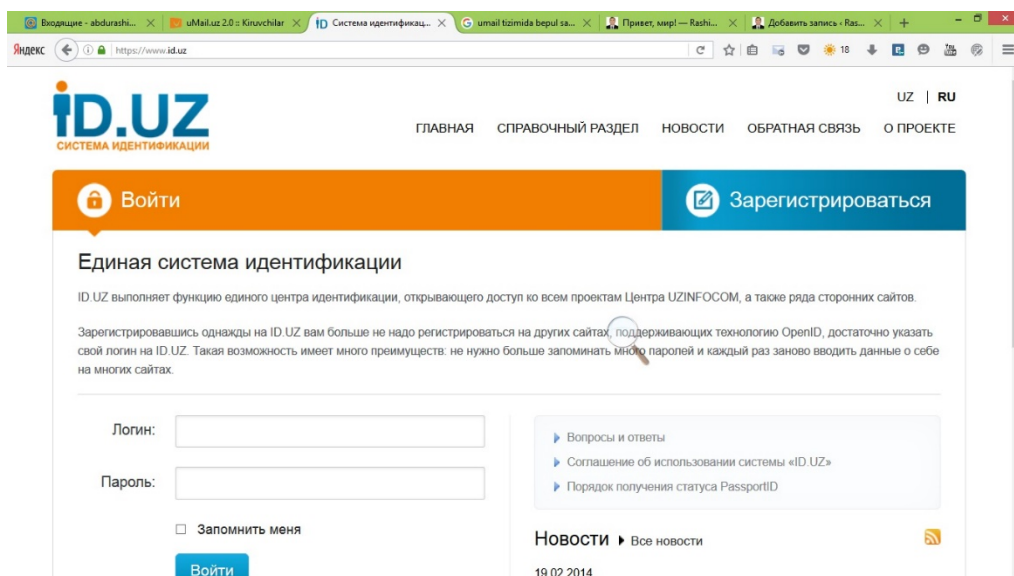 Входящие - abdurashi...
uMail.uz 2.0 :: Kiruvchilar
Система идентификац...
umail tizimida bepul sa...
Привет, мир! — Rashi...
Добавить запись ‹ Ras...
Яндекс
https://www.id.uz
18
iD.UZ
СИСТЕМА ИДЕНТИФИКАЦИИ
UZ | RU
ГЛАВНАЯ СПРАВОЧНЫЙ РАЗДЕЛ НОВОСТИ ОБРАТНАЯ СВЯЗЬ О ПРОЕКТЕ
Войти
Зарегистрироваться
Единая система идентификации
ID.UZ выполняет функцию единого центра идентификации, открывающего доступ ко всем проектам Центра UZINFOCOM, а также ряда сторонних сайтов.
Зарегистрировавшись однажды на ID.UZ вам больше не надо регистрироваться на других сайтах, поддерживающих технологию OpenID, достаточно указать
свой логин на ID.UZ. Такая возможность имеет много преимуществ: не нужно больше запоминать много паролей и каждый раз заново вводить данные о себе
на многих сайтах.
Логин:
Пароль:
Запомнить меня
Войти
Вопросы и ответы
Соглашение об использовании системы «ID.UZ»
Порядок получения статуса PassportID
Новости Все новости
19.02.2014